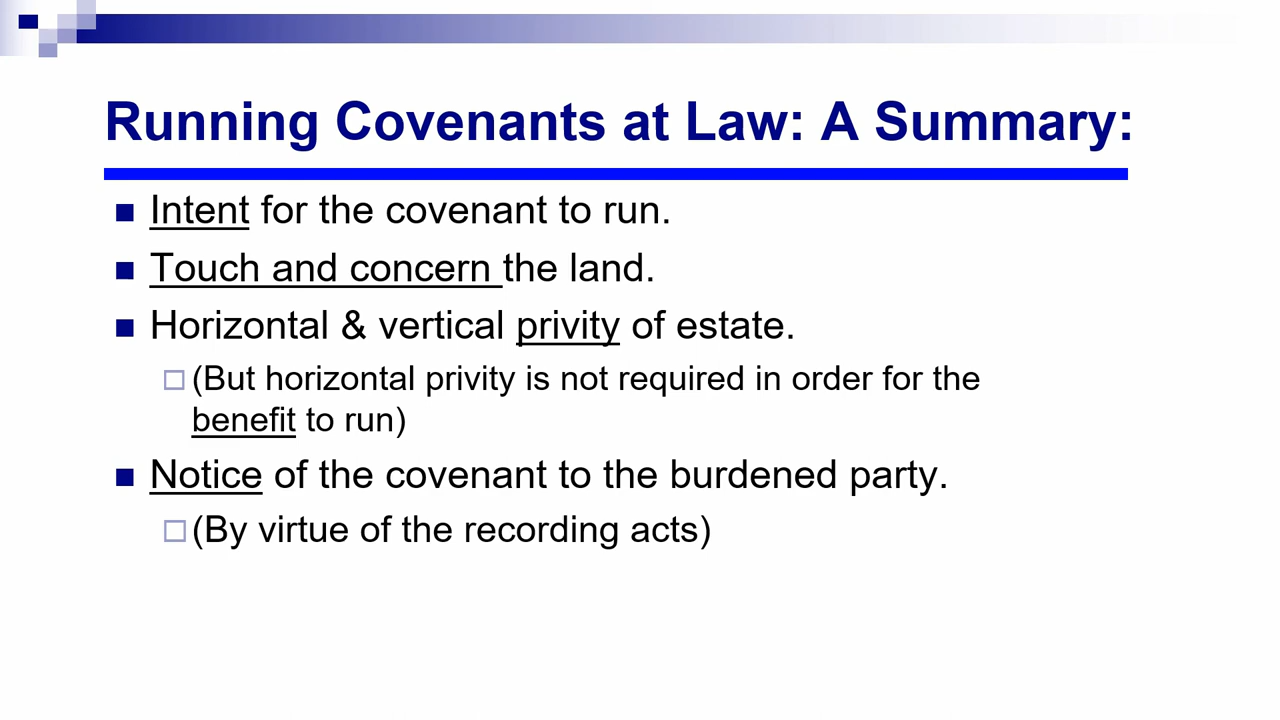 Running Covenants at Law: A Summary:
Intent for the covenant to run.
Touch and concern the land.
Horizontal & vertical privity of estate.
(But horizontal privity is not required in order for the
benefit to run)
Notice of the covenant to the burdened party.
(By virtue of the recording acts)